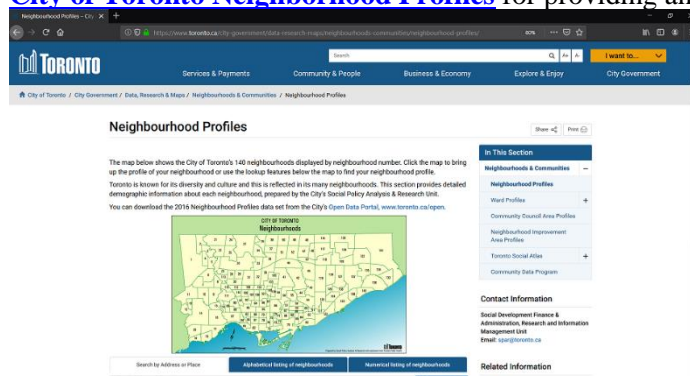 City of Toronto Neighborhood Profiles for providing an
Neighbourhood Profiles – City
https://www.toronto.ca/city-government/data-research-maps/neighbourhoods-communities/neighbourhood-profiles/
80%
TORONTO
Search
I want to...
Services & Payments
Community & People
Business & Economy
Explore & Enjoy
City Government
City of Toronto / City Government / Data, Research & Maps / Neighbourhoods & Communities / Neighbourhood Profiles
Neighbourhood Profiles
Share
Print
The map below shows the City of Toronto's 140 neighbourhoods displayed by neighbourhood number. Click the map to bring
up the profile of your neighbourhood or use the lookup features below the map to find your neighbourhood profile.
Toronto is known for its diversity and culture and this is reflected in its many neighbourhoods. This section provides detailed
demographic information about each neighbourhood, prepared by the City's Social Policy Analysis & Research Unit.
You can download the 2016 Neighbourhood Profiles data set from the City's Open Data Portal, www.toronto.ca/open.
CITY OF TORONTO
Neighbourhoods
Search by Address or Place
Alphabetical listing of neighbourhoods
Numerical listing of neighbourhoods
In This Section
Neighbourhoods & Communities
Neighbourhood Profiles
Ward Profiles
Community Council Area Profiles
Neighbourhood Improvement
Area Profiles
Toronto Social Atlas
Community Data Program
Contact Information
Social Development Finance &
Administration, Research and Information
Management Unit
Email: spar@toronto.ca
Related Information